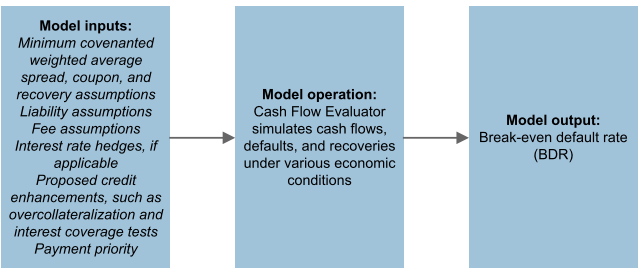 Model inputs:
Minimum covenanted
weighted average
spread, coupon, and
recovery assumptions
Liability assumptions
Fee assumptions
Interest rate hedges, if
applicable
Proposed credit
enhancements, such as
overcollateralization and
interest coverage tests
Payment priority
Model operation:
Cash Flow Evaluator
simulates cash flows,
defaults, and recoveries
under various economic
conditions
Model output:
Break-even default rate
(BDR)